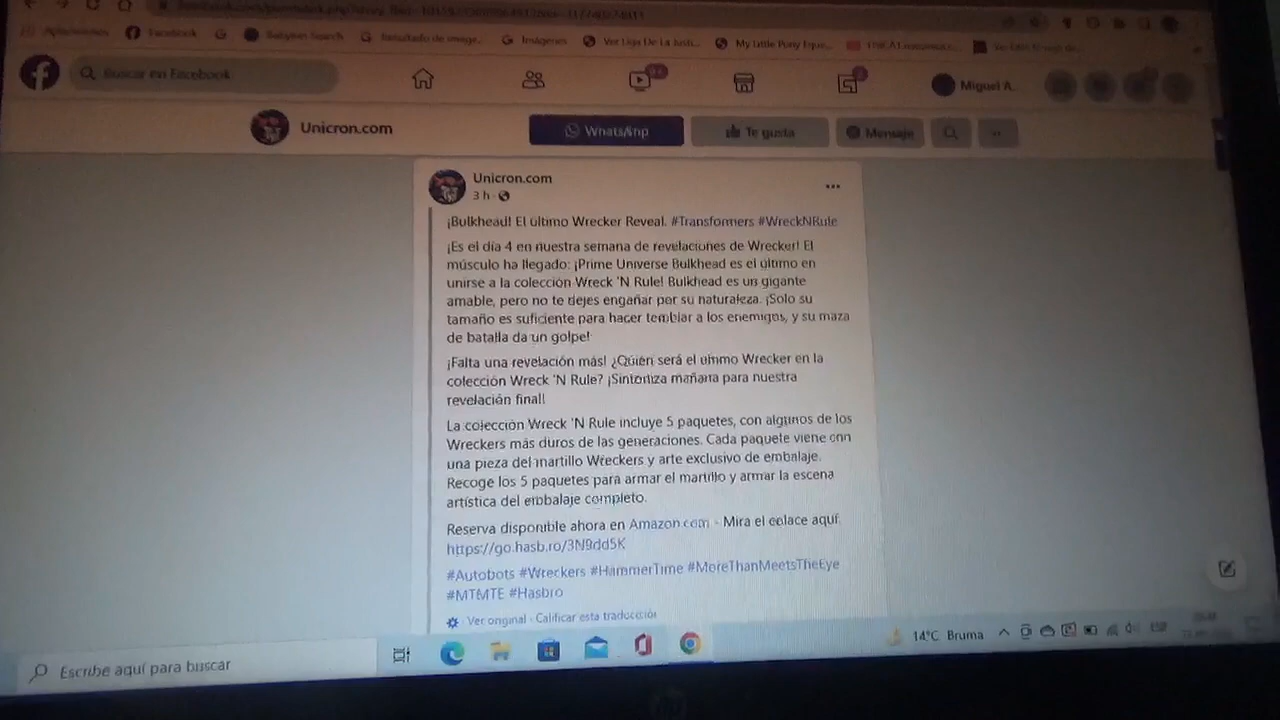 Facebook
G
Imágenes
My Little Pony Eque...
Buscar en Facebook
Miguel A.
Unicron.com
WhatsApp
Te gusta
Mensaje
Unicron.com
3 h ·
¡Bulkhead! El último Wrecker Reveal. #Transformers #WreckNRule
¡Es el día 4 en nuestra semana de revelaciones de Wrecker! El
músculo ha llegado: ¡Prime Universe Bulkhead es el último en
unirse a la colección Wreck 'N Rule! Bulkhead es un gigante
amable, pero no te dejes engañar por su naturaleza. ¡Solo su
tamaño es suficiente para hacer temblar a los enemigos, y su maza
de batalla da un golpe!
¡Falta una revelación más! ¿Quién será el último Wrecker en la
colección Wreck 'N Rule? ¡Sintoniza mañana para nuestra
revelación final!
La colección Wreck 'N Rule incluye 5 paquetes, con algunos de los
Wreckers más duros de las generaciones. Cada paquete viene con
una pieza del martillo Wreckers y arte exclusivo de embalaje.
Recoge los 5 paquetes para armar el martillo y armar la escena
artística del embalaje completo.
Reserva disponible ahora en Amazon.com - Mira el enlace aquí:
https://go.hasb.ro/3N9dd5K
#Autobots #Wreckers #HammerTime #MoreThanMeetsTheEye
#MTMTE #Hasbro
Ver original · Calificar esta traducción
Escribe aquí para buscar
14°C Bruma
ESP